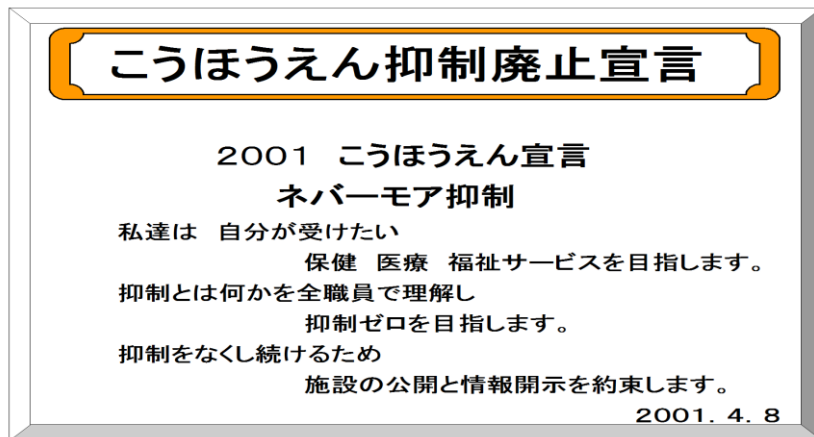 こうほうえん抑制廃止宣言
2001　こうほうえん宣言
ネバーモア抑制
私達は　自分が受けたい
保健　医療　福祉サービスを目指します。
抑制とは何かを全職員で理解し
抑制ゼロを目指します。
抑制をなくし続けるため
施設の公開と情報開示を約束します。
2001. 4. 8